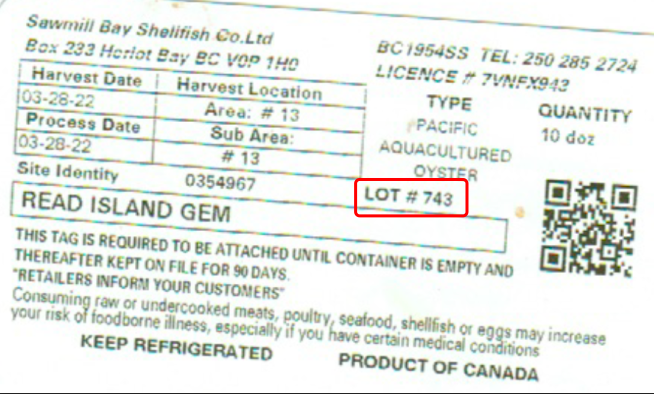 Sawmill Bay Shellfish Co.Ltd
Box 233 Heriot Bay BC V0P 1H0
BC1954SS TEL: 250 285 2724
LICENCE # 7VNFX943
Harvest Date Harvest Location
03-28-22 Area: # 13
Process Date Sub Area:
03-28-22 # 13
Site Identity 0354967
TYPE QUANTITY
PACIFIC 10 doz
AQUACULTURED
OYSTER
LOT # 743
READ ISLAND GEM
THIS TAG IS REQUIRED TO BE ATTACHED UNTIL CONTAINER IS EMPTY AND
THEREAFTER KEPT ON FILE FOR 90 DAYS.
"RETAILERS INFORM YOUR CUSTOMERS"
Consuming raw or undercooked meats, poultry, seafood, shellfish or eggs may increase
your risk of foodborne illness, especially if you have certain medical conditions
KEEP REFRIGERATED PRODUCT OF CANADA